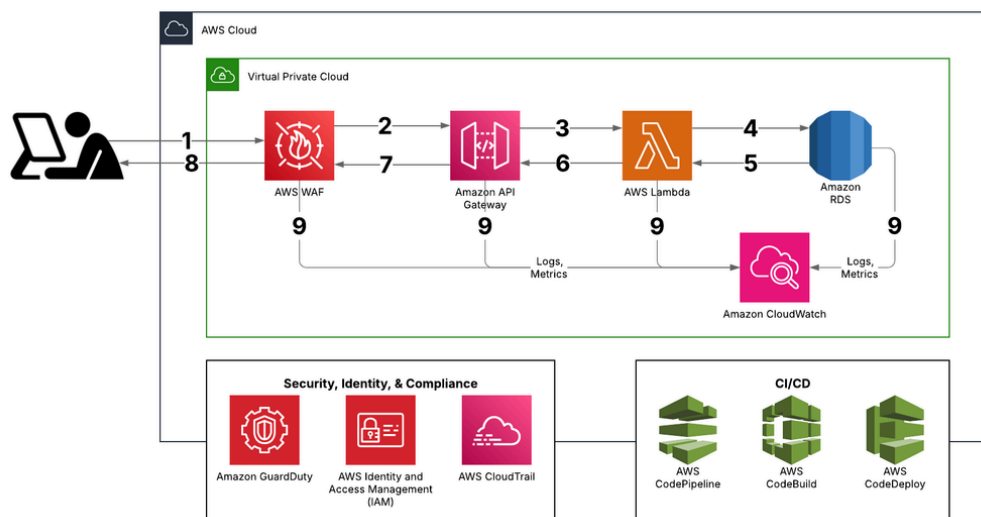 AWS Cloud
Virtual Private Cloud
1
2
3
4
8
7
6
5
AWS WAF
Amazon API
Gateway
AWS Lambda
Amazon
RDS
9
9
9
9
Logs,
Metrics
Logs,
Metrics
Amazon CloudWatch
Security, Identity, & Compliance
Amazon GuardDuty
AWS Identity and
Access Management
(IAM)
AWS CloudTrail
CI/CD
AWS
CodePipeline
AWS
CodeBuild
AWS
CodeDeploy